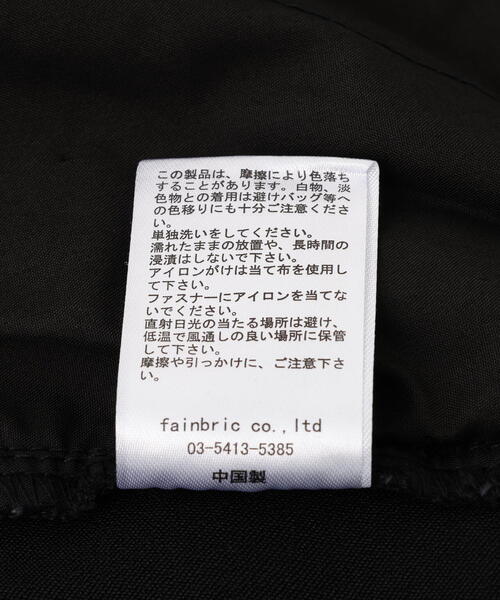 この製品は、摩擦により色落ち
することがあります。白物、淡
色物との着用は避けバッグ等へ
の色移りにも十分ご注意くださ
い。
単独洗いをしてください。
濡れたままの放置や、長時間の
浸漬はしないで下さい。
アイロンがけは当て布を使用し
て下さい。
ファスナーにアイロンを当てな
いでください。
直射日光の当たる場所は避け、
低温で風通しの良い場所に保管
して下さい。
摩擦や引っかけに、ご注意下さ
い。
fainbric co.,ltd
03-5413-5385
中国製